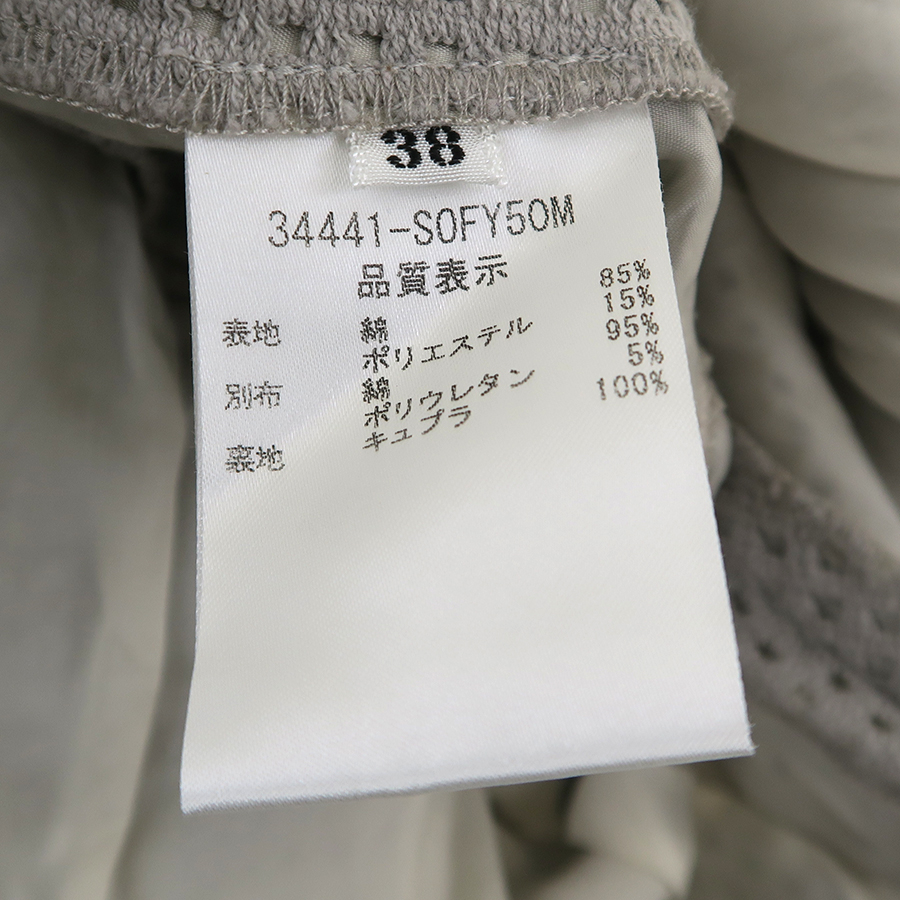 38
34441-S0FY50M
品質表示
表地 綿 85%
ポリエステル 15%
別布 綿 95%
ポリウレタン 5%
裏地 キュプラ 100%